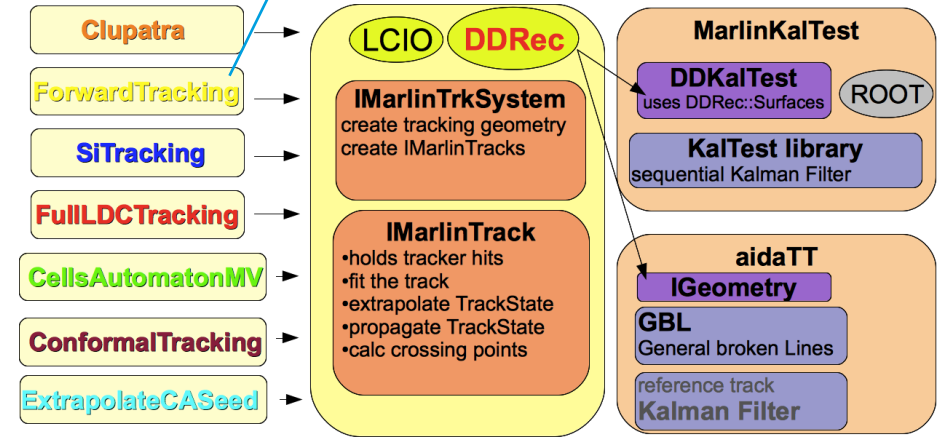 Clupatra
ForwardTracking
SiTracking
FullLDCTracking
CellsAutomatonMV
ConformalTracking
ExtrapolateCASeed
LCIO
DDRec
IMarlinTrkSystem
create tracking geometry
create IMarlinTracks
IMarlinTrack
•holds tracker hits
•fit the track
•extrapolate TrackState
•propagate TrackState
•calc crossing points
MarlinKalTest
DDKalTest
uses DDRec::Surfaces
ROOT
KalTest library
sequential Kalman Filter
aidaTT
IGeometry
GBL
General broken Lines
reference track
Kalman Filter